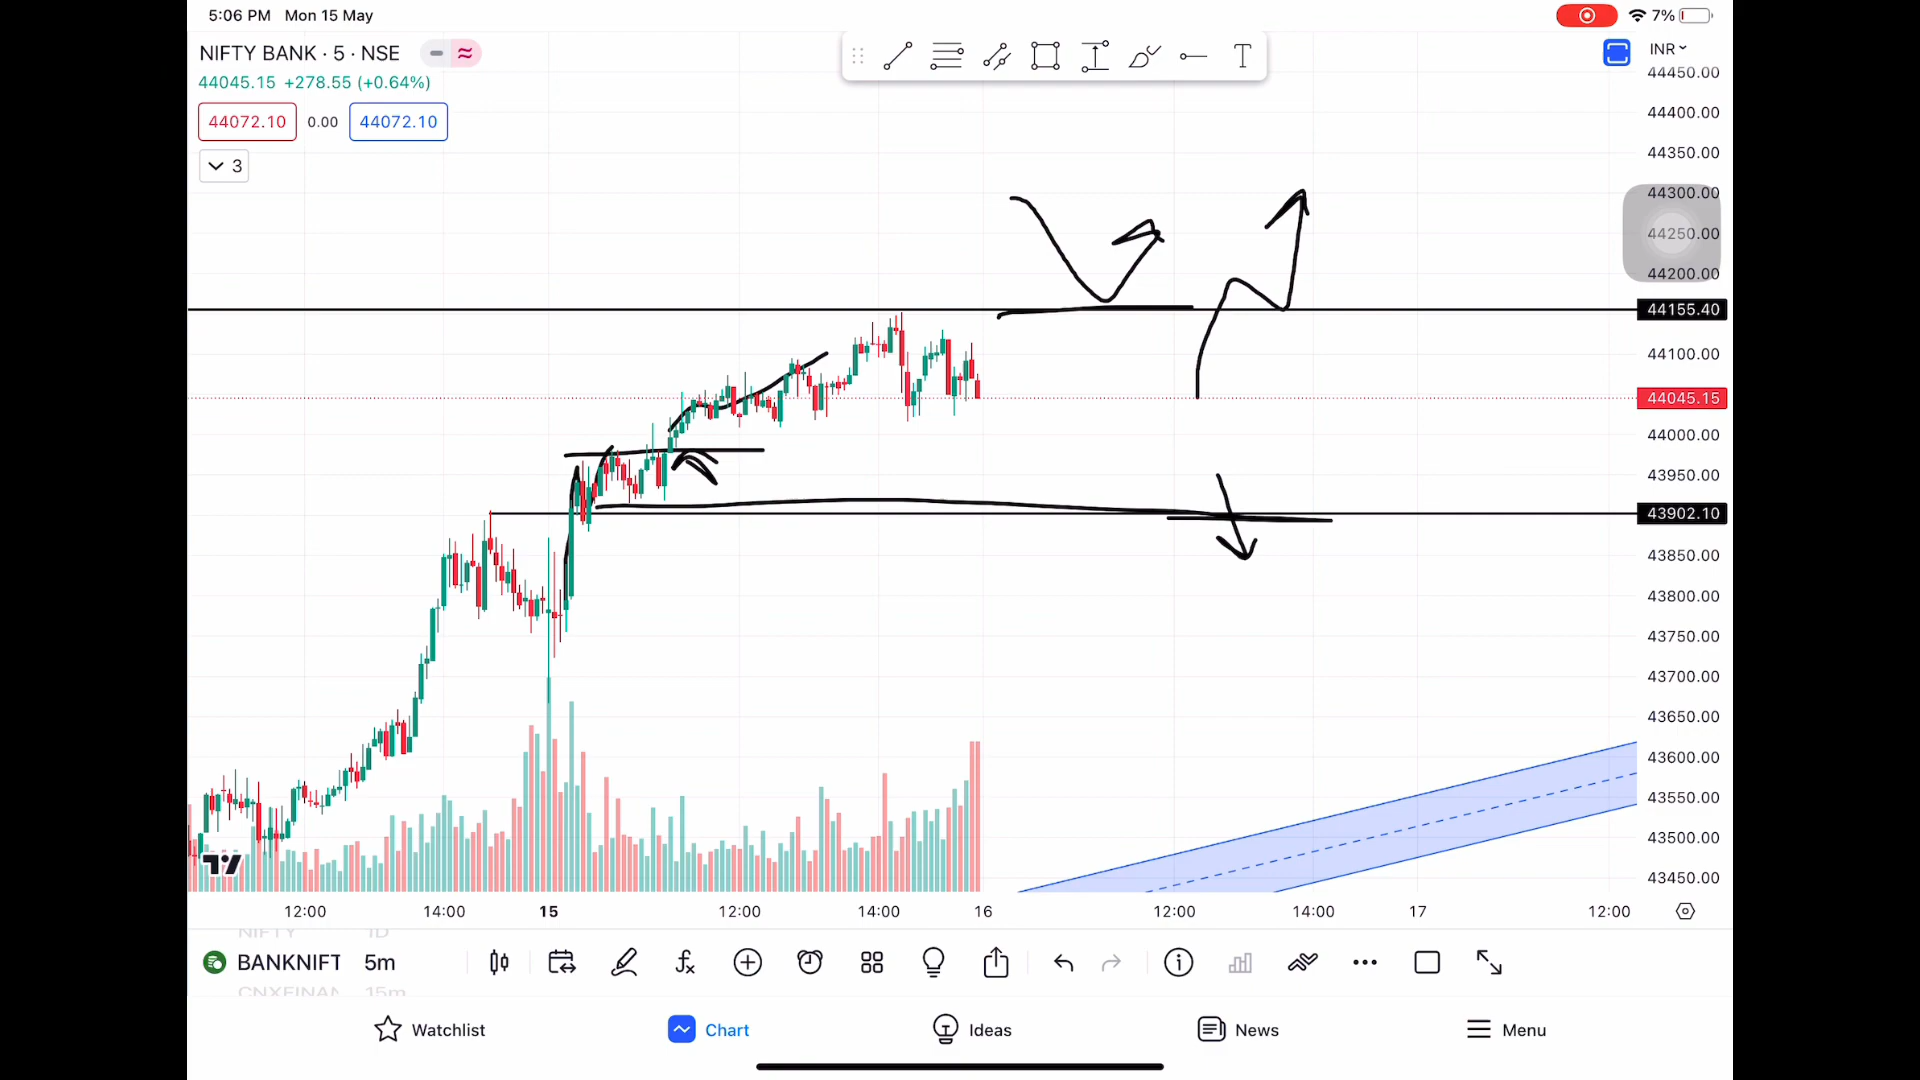 5:06 PM Mon 15 May
7%
NIFTY BANK · 5 · NSE
INR
44045.15 +278.55 (+0.64%)
44072.10 0.00 44072.10
3
T
44450.00
44400.00
44350.00
44300.00
44250.00
44200.00
44155.40
44100.00
44045.15
44000.00
43950.00
43902.10
43850.00
43800.00
43750.00
43700.00
43650.00
43600.00
43550.00
43500.00
43450.00
12:00 14:00 15 12:00 14:00 16 12:00 14:00 17 12:00
NIFTY 1D
BANKNIFT 5m
CNXFINAN 15m
Watchlist Chart Ideas News Menu